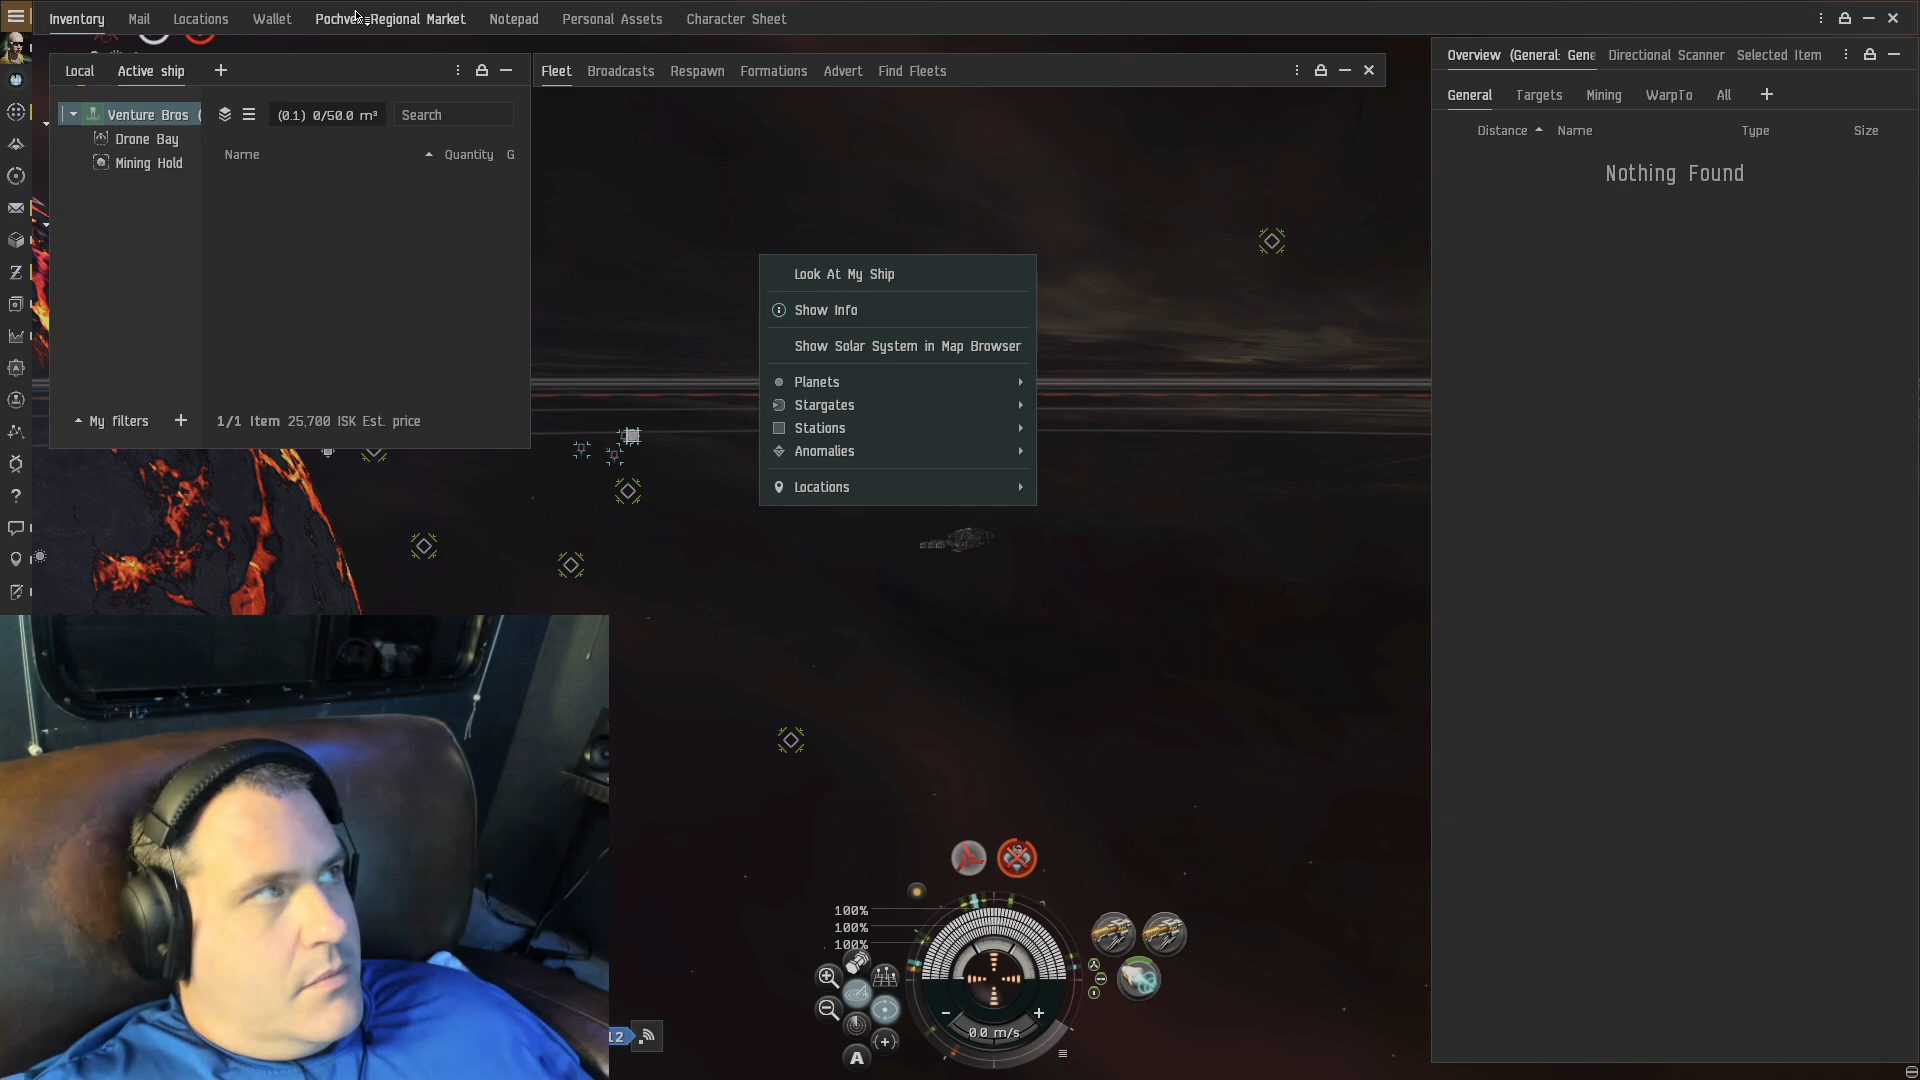 Inventory Mail Locations Wallet Pochven Regional Market Notepad Personal Assets Character Sheet
Local Active ship
Venture Bros (
Drone Bay
Mining Hold
(0.1) 0/50.0 m³ Search
Name Quantity G
My filters
1/1 Item 25,700 ISK Est. price
Fleet Broadcasts Respawn Formations Advert Find Fleets
Look At My Ship
Show Info
Show Solar System in Map Browser
Planets
Stargates
Stations
Anomalies
Locations
Overview (General: Gene Directional Scanner Selected Item
General Targets Mining WarpTo All
Distance Name Type Size
Nothing Found
100%
100%
100%
0.0 m/s
A
12